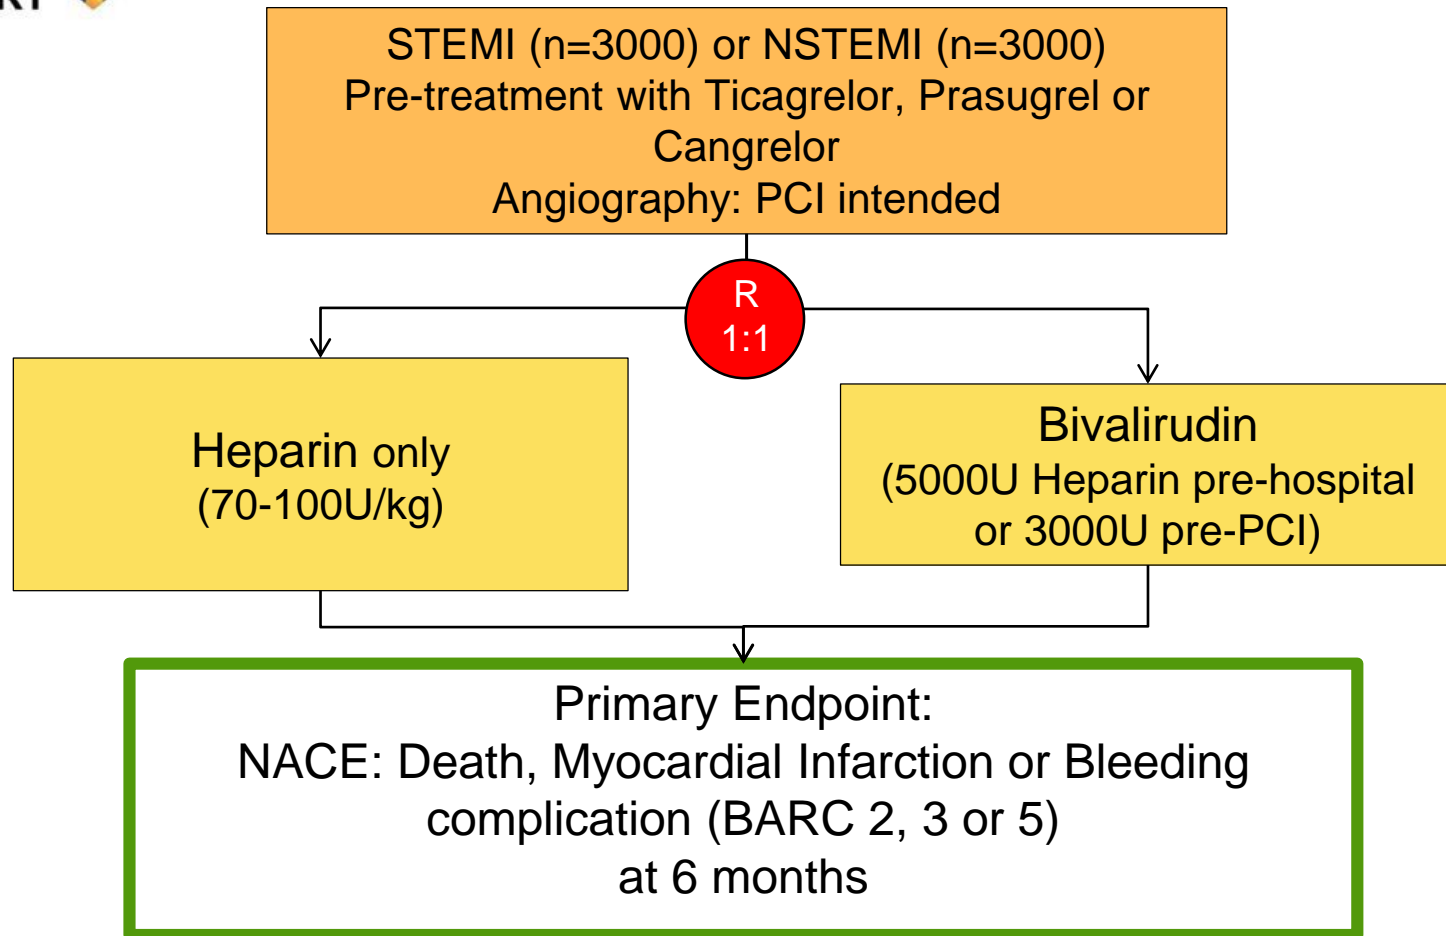 STEMI (n=3000) or NSTEMI (n=3000)
Pre-treatment with Ticagrelor, Prasugrel or
Cangrelor
Angiography: PCI intended
R
1:1
Heparin only
(70-100U/kg)
Bivalirudin
(5000U Heparin pre-hospital
or 3000U pre-PCI)
Primary Endpoint:
NACE: Death, Myocardial Infarction or Bleeding
complication (BARC 2, 3 or 5)
at 6 months